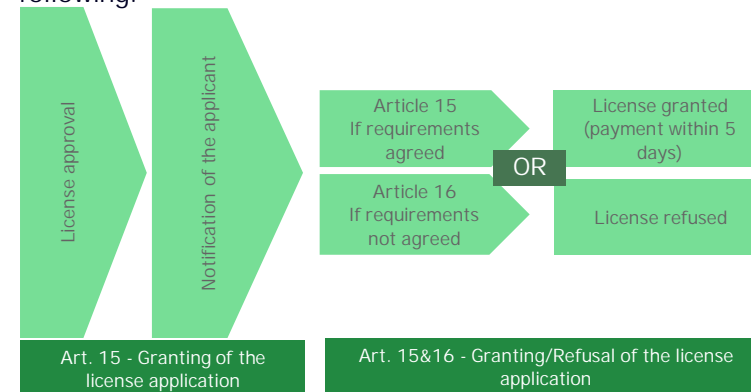 following:
License approval
Notification of the applicant
Article 15
If requirements
agreed
License granted
(payment within 5
days)
OR
Article 16
If requirements
not agreed
License refused
Art. 15 - Granting of the
license application
Art. 15&16 - Granting/Refusal of the license
application